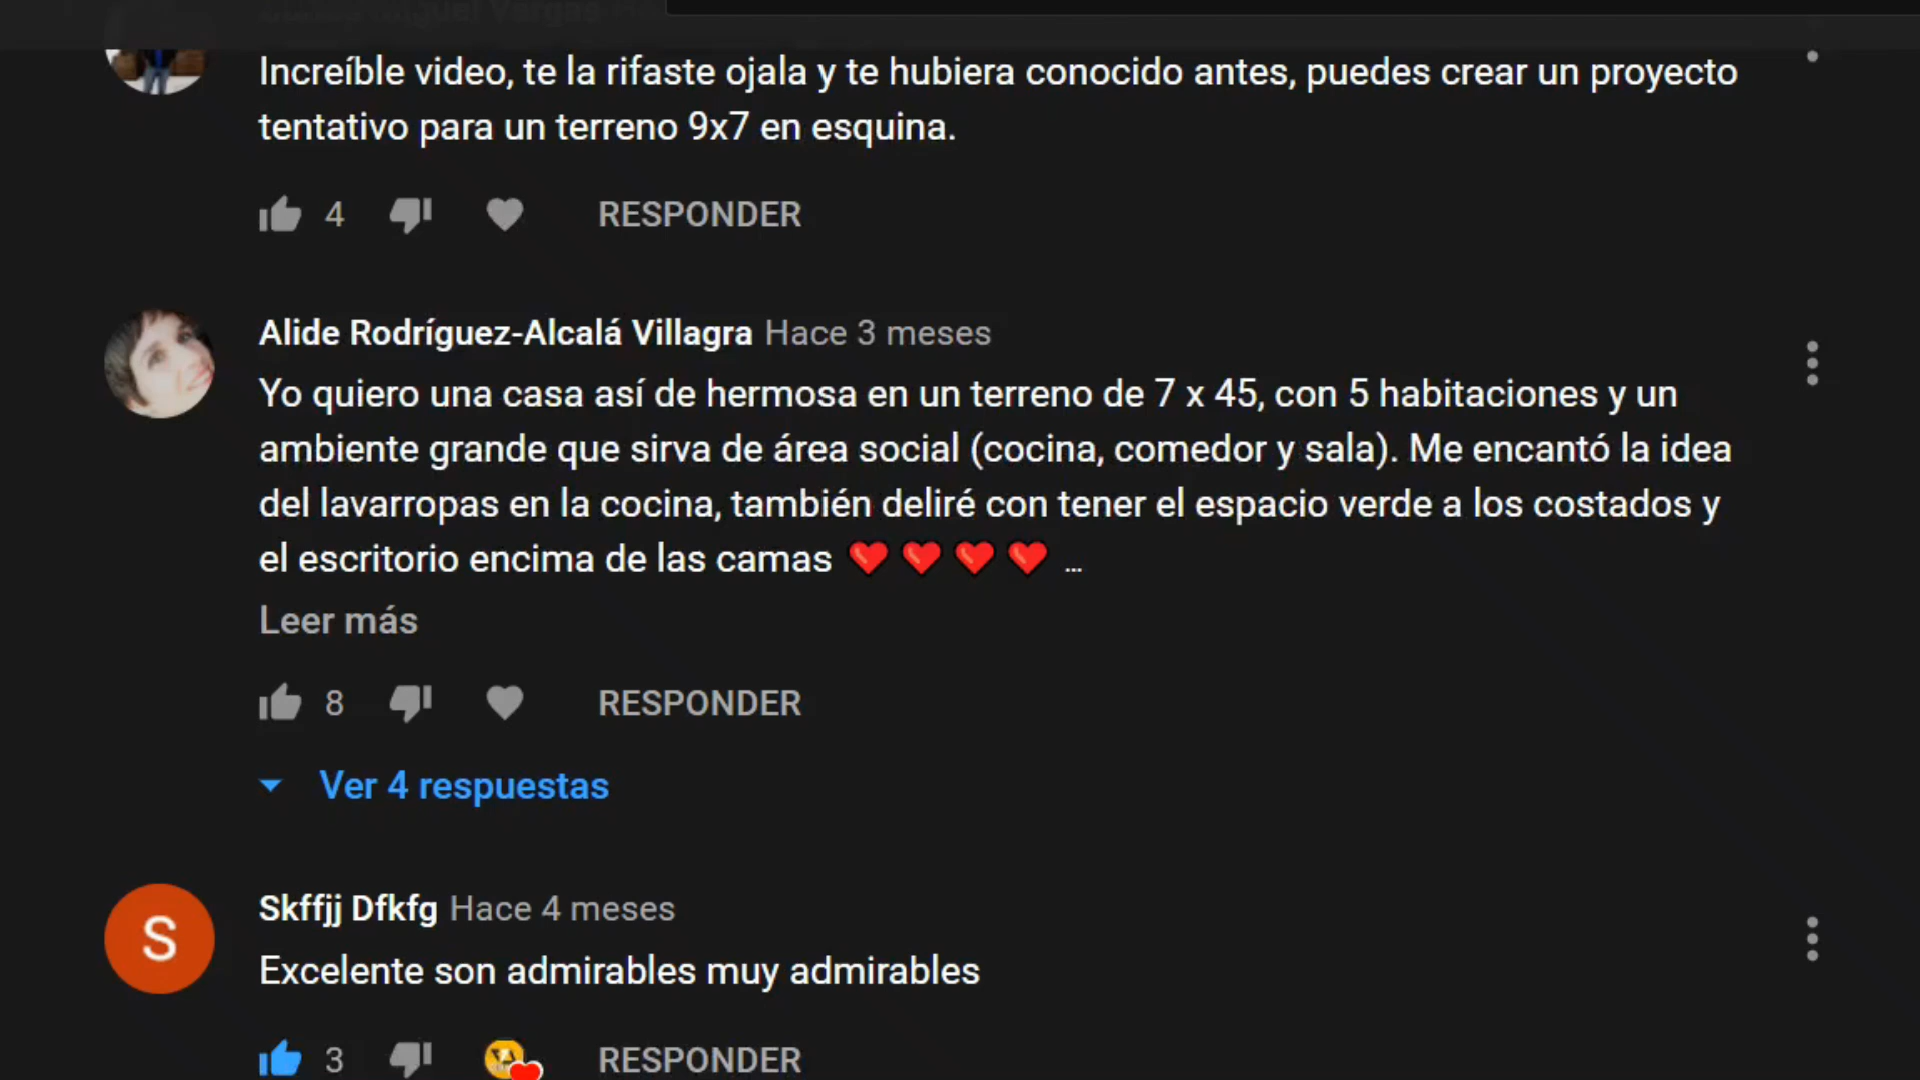 Increíble video, te la rifaste ojala y te hubiera conocido antes, puedes crear un proyecto
tentativo para un terreno 9x7 en esquina.
4 RESPONDER
Alide Rodríguez-Alcalá Villagra Hace 3 meses
Yo quiero una casa así de hermosa en un terreno de 7 x 45, con 5 habitaciones y un
ambiente grande que sirva de área social (cocina, comedor y sala). Me encantó la idea
del lavarropas en la cocina, también deliré con tener el espacio verde a los costados y
el escritorio encima de las camas ❤️❤️❤️❤️ ...
Leer más
8 RESPONDER
Ver 4 respuestas
S
Skffjj Dfkfg Hace 4 meses
Excelente son admirables muy admirables
3 RESPONDER